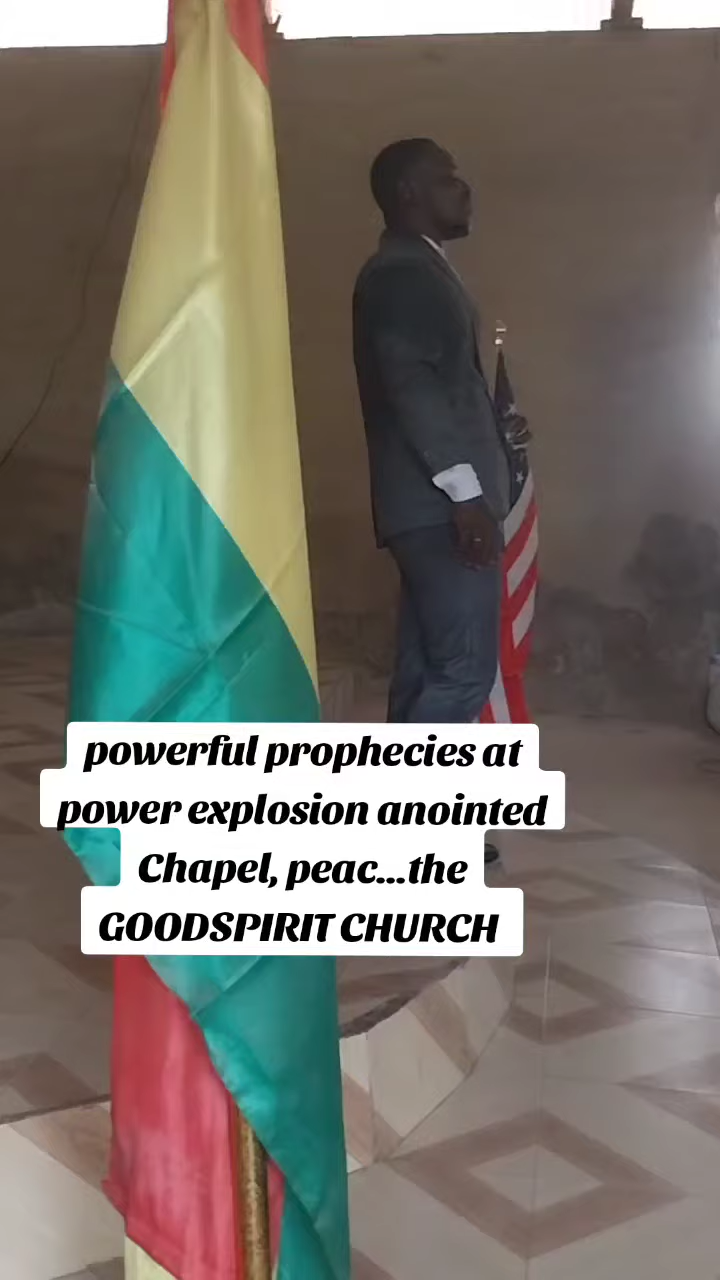 powerful prophecies at
power explosion anointed
Chapel, peac...the
GOODSPIRIT CHURCH